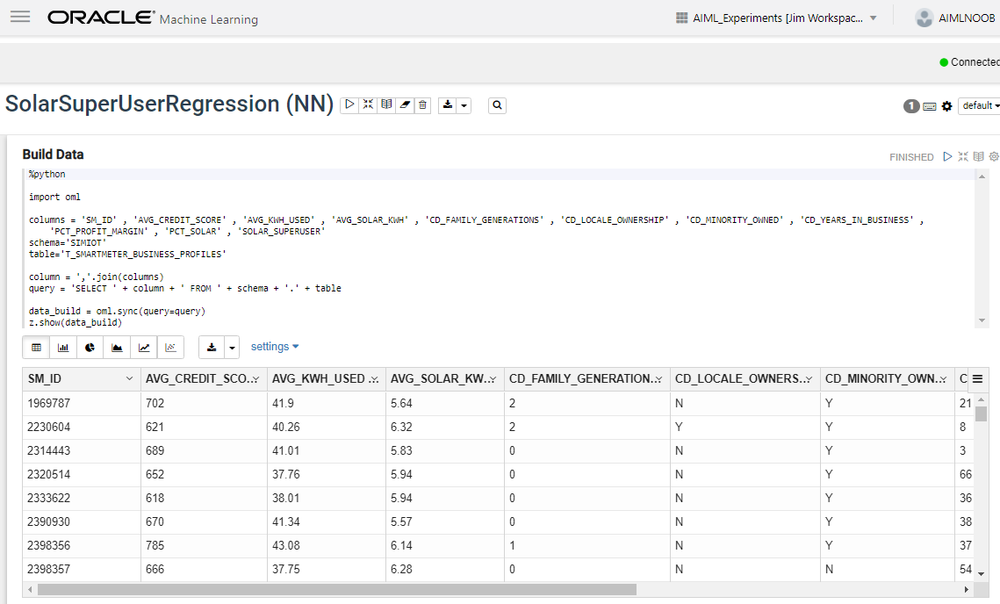 ORACLE Machine Learning
AIML_Experiments [Jim Workspac...
AIMLNOOB
Connected
SolarSuperUserRegression (NN)
1
default
Build Data
FINISHED
%python
import oml
columns = 'SM_ID' , 'AVG_CREDIT_SCORE' , 'AVG_KWH_USED' , 'AVG_SOLAR_KWH' , 'CD_FAMILY_GENERATIONS' , 'CD_LOCALE_OWNERSHIP' , 'CD_MINORITY_OWNED' , 'CD_YEARS_IN_BUSINESS' ,
'PCT_PROFIT_MARGIN' , 'PCT_SOLAR' , 'SOLAR_SUPERUSER'
schema='SIMIOT'
table='T_SMARTMETER_BUSINESS_PROFILES'
column = ','.join(columns)
query = 'SELECT ' + column + ' FROM ' + schema + '.' + table
data_build = oml.sync(query=query)
z.show(data_build)
settings
SM_ID AVG_CREDIT_SCO... AVG_KWH_USED ... AVG_SOLAR_KW... CD_FAMILY_GENERATION... CD_LOCALE_OWNERS... CD_MINORITY_OWN... C
1969787 702 41.9 5.64 2 N Y 21
2230604 621 40.26 6.32 2 Y Y 8
2314443 689 41.01 5.83 0 N Y 3
2320514 652 37.76 5.94 0 N Y 66
2333622 618 38.01 5.94 0 N Y 36
2390930 670 41.34 5.57 0 N Y 38
2398356 785 43.08 6.14 1 N Y 37
2398357 666 37.75 6.28 0 N N 54